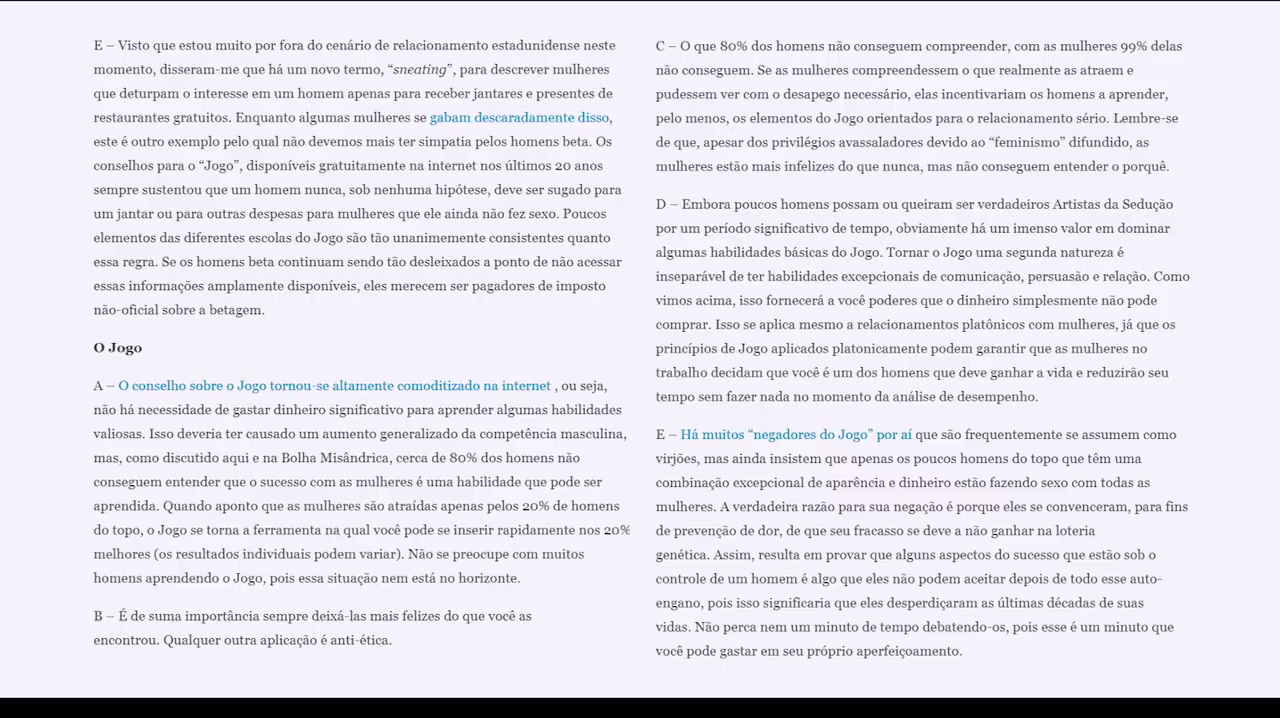 E – Visto que estou muito por fora do cenário de relacionamento estadunidense neste
momento, disseram-me que há um novo termo, “sneating”, para descrever mulheres
que deturpam o interesse em um homem apenas para receber jantares e presentes de
restaurantes gratuitos. Enquanto algumas mulheres se gabam descaradamente disso,
este é outro exemplo pelo qual não devemos mais ter simpatia pelos homens beta. Os
conselhos para o “Jogo”, disponíveis gratuitamente na internet nos últimos 20 anos
sempre sustentou que um homem nunca, sob nenhuma hipótese, deve ser sugado para
um jantar ou para outras despesas para mulheres que ele ainda não fez sexo. Poucos
elementos das diferentes escolas do Jogo são tão unanimemente consistentes quanto
essa regra. Se os homens beta continuam sendo tão desleixados a ponto de não acessar
essas informações amplamente disponíveis, eles merecem ser pagadores de imposto
não-oficial sobre a betagem.
O Jogo
A – O conselho sobre o Jogo tornou-se altamente comoditizado na internet , ou seja,
não há necessidade de gastar dinheiro significativo para aprender algumas habilidades
valiosas. Isso deveria ter causado um aumento generalizado da competência masculina,
mas, como discutido aqui e na Bolha Misândrica, cerca de 80% dos homens não
conseguem entender que o sucesso com as mulheres é uma habilidade que pode ser
aprendida. Quando aponto que as mulheres são atraídas apenas pelos 20% de homens
do topo, o Jogo se torna a ferramenta na qual você pode se inserir rapidamente nos 20%
melhores (os resultados individuais podem variar). Não se preocupe com muitos
homens aprendendo o Jogo, pois essa situação nem está no horizonte.
B – É de suma importância sempre deixá-las mais felizes do que você as
encontrou. Qualquer outra aplicação é anti-ética.
C – O que 80% dos homens não conseguem compreender, com as mulheres 99% delas
não conseguem. Se as mulheres compreendessem o que realmente as atraem e
pudessem ver com o desapego necessário, elas incentivariam os homens a aprender,
pelo menos, os elementos do Jogo orientados para o relacionamento sério. Lembre-se
de que, apesar dos privilégios avassaladores devido ao “feminismo” difundido, as
mulheres estão mais infelizes do que nunca, mas não conseguem entender o porquê.
D – Embora poucos homens possam ou queiram ser verdadeiros Artistas da Sedução
por um período significativo de tempo, obviamente há um imenso valor em dominar
algumas habilidades básicas do Jogo. Tornar o Jogo uma segunda natureza é
inseparável de ter habilidades excepcionais de comunicação, persuasão e relação. Como
vimos acima, isso fornecerá a você poderes que o dinheiro simplesmente não pode
comprar. Isso se aplica mesmo a relacionamentos platônicos com mulheres, já que os
princípios de Jogo aplicados platonicamente podem garantir que as mulheres no
trabalho decidam que você é um dos homens que deve ganhar a vida e reduzirão seu
tempo sem fazer nada no momento da análise de desempenho.
E – Há muitos “negadores do Jogo” por aí que são frequentemente se assumem como
virjões, mas ainda insistem que apenas os poucos homens do topo que têm uma
combinação excepcional de aparência e dinheiro estão fazendo sexo com todas as
mulheres. A verdadeira razão para sua negação é porque eles se convenceram, para fins
de prevenção de dor, de que seu fracasso se deve a não ganhar na loteria
genética. Assim, resulta em provar que alguns aspectos do sucesso que estão sob o
controle de um homem é algo que eles não podem aceitar depois de todo esse auto-
engano, pois isso significaria que eles desperdiçaram as últimas décadas de suas
vidas. Não perca nem um minuto de tempo debatendo-os, pois esse é um minuto que
você pode gastar em seu próprio aperfeiçoamento.